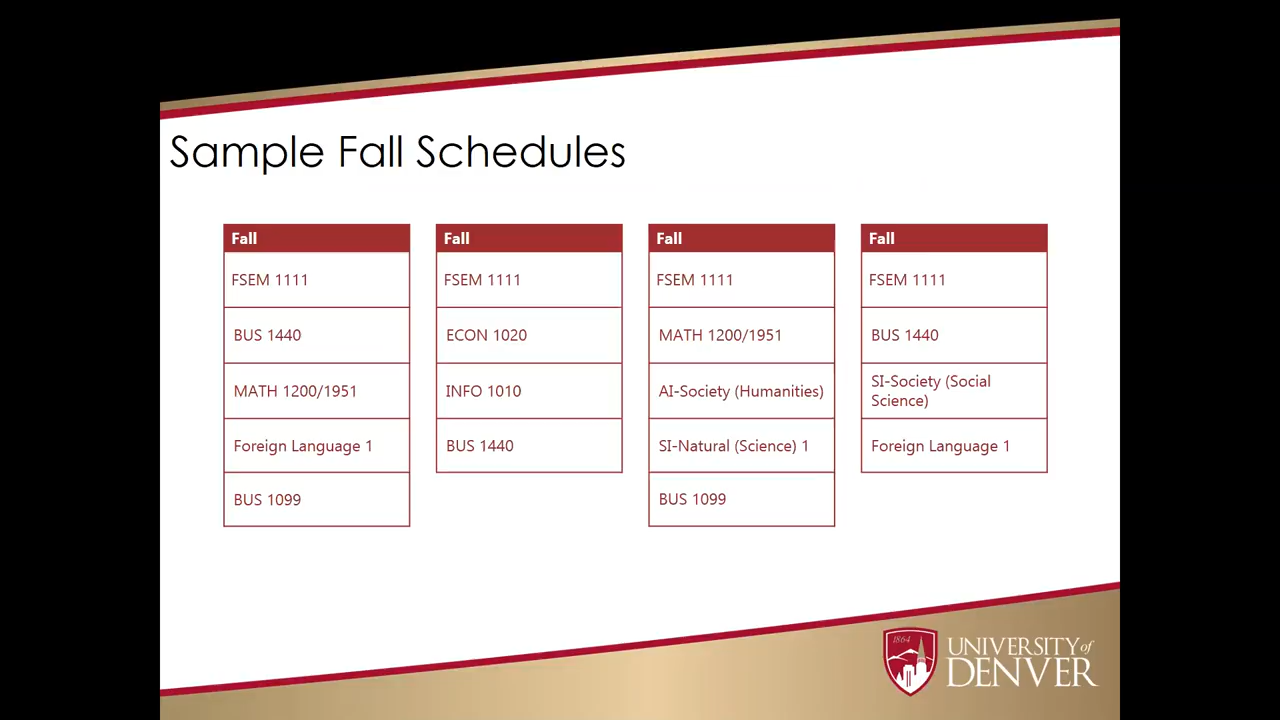 Sample Fall Schedules
Fall
FSEM 1111
BUS 1440
MATH 1200/1951
Foreign Language 1
BUS 1099
Fall
FSEM 1111
ECON 1020
INFO 1010
BUS 1440
Fall
FSEM 1111
MATH 1200/1951
AI-Society (Humanities)
SI-Natural (Science) 1
BUS 1099
Fall
FSEM 1111
BUS 1440
SI-Society (Social
Science)
Foreign Language 1
1864
UNIVERSITY of
DENVER